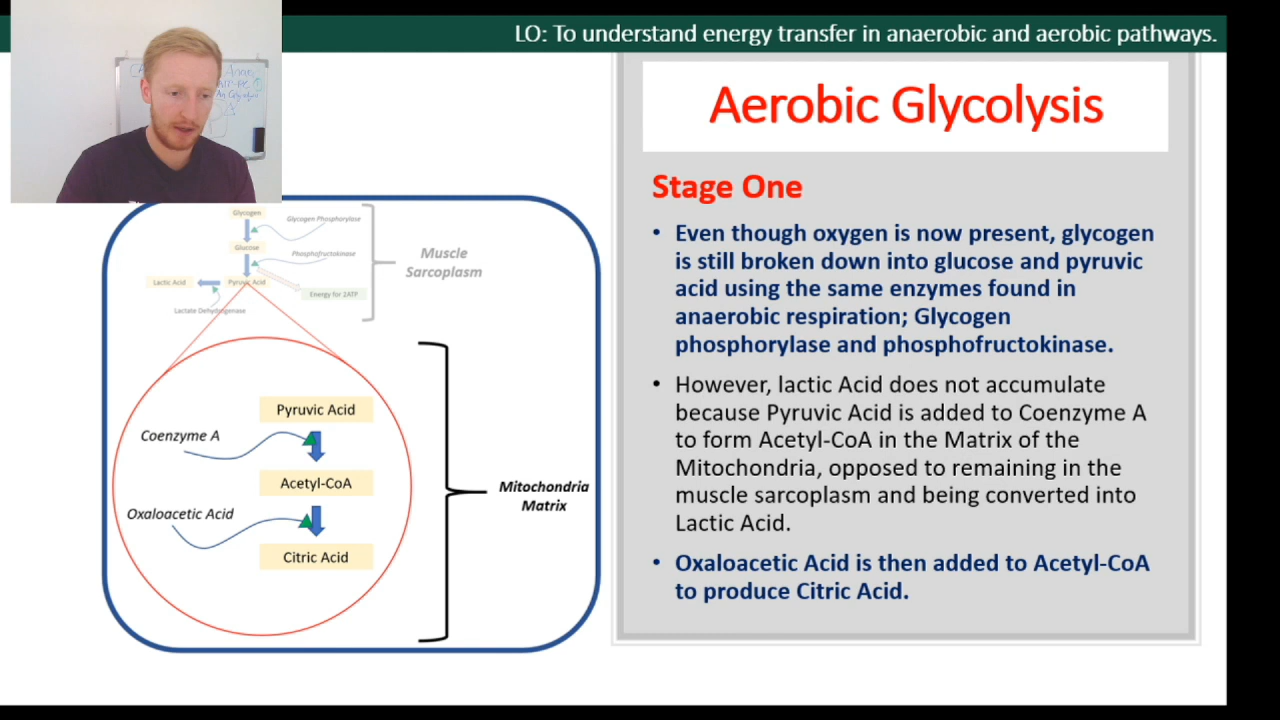 LO: To understand energy transfer in anaerobic and aerobic pathways.
Aerobic Glycolysis
Stage One
• Even though oxygen is now present, glycogen
is still broken down into glucose and pyruvic
acid using the same enzymes found in
anaerobic respiration; Glycogen
phosphorylase and phosphofructokinase.
• However, lactic Acid does not accumulate
because Pyruvic Acid is added to Coenzyme A
to form Acetyl-CoA in the Matrix of the
Mitochondria, opposed to remaining in the
muscle sarcoplasm and being converted into
Lactic Acid.
• Oxaloacetic Acid is then added to Acetyl-CoA
to produce Citric Acid.
Glycogen
Glycogen Phosphorylase
Glucose
Phosphofructokinase
Lactic Acid
Pyruvic Acid
Energy for 2ATP
Lactate Dehydrogenase
Muscle
Sarcoplasm
Pyruvic Acid
Coenzyme A
Acetyl-CoA
Oxaloacetic Acid
Citric Acid
Mitochondria
Matrix